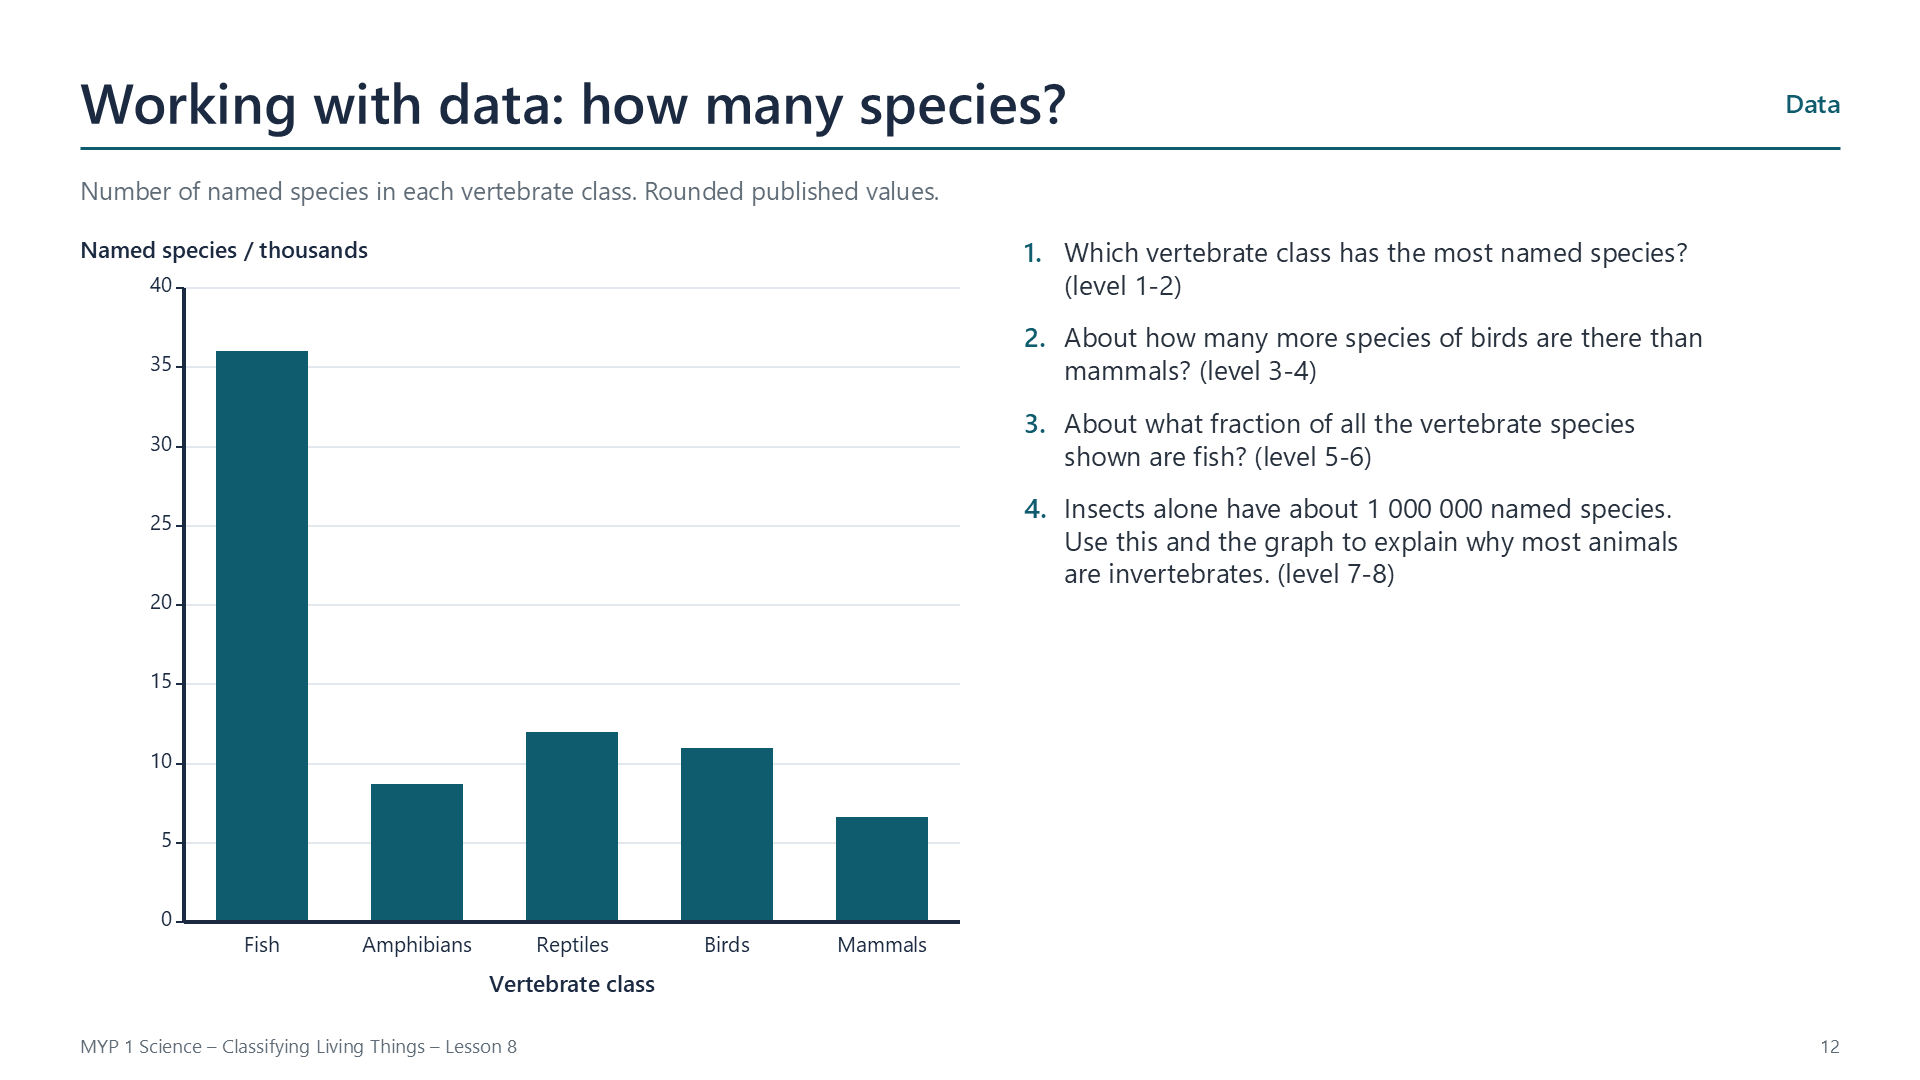 Working with data: how many species?
Data
Number of named species in each vertebrate class. Rounded published values.
Named species / thousands
40
35
30
25
20
15
10
5
0
Fish
Amphibians
Reptiles
Birds
Mammals
Vertebrate class
1. Which vertebrate class has the most named species?
(level 1-2)
2. About how many more species of birds are there than
mammals? (level 3-4)
3. About what fraction of all the vertebrate species
shown are fish? (level 5-6)
4. Insects alone have about 1 000 000 named species.
Use this and the graph to explain why most animals
are invertebrates. (level 7-8)
MYP 1 Science – Classifying Living Things – Lesson 8
12